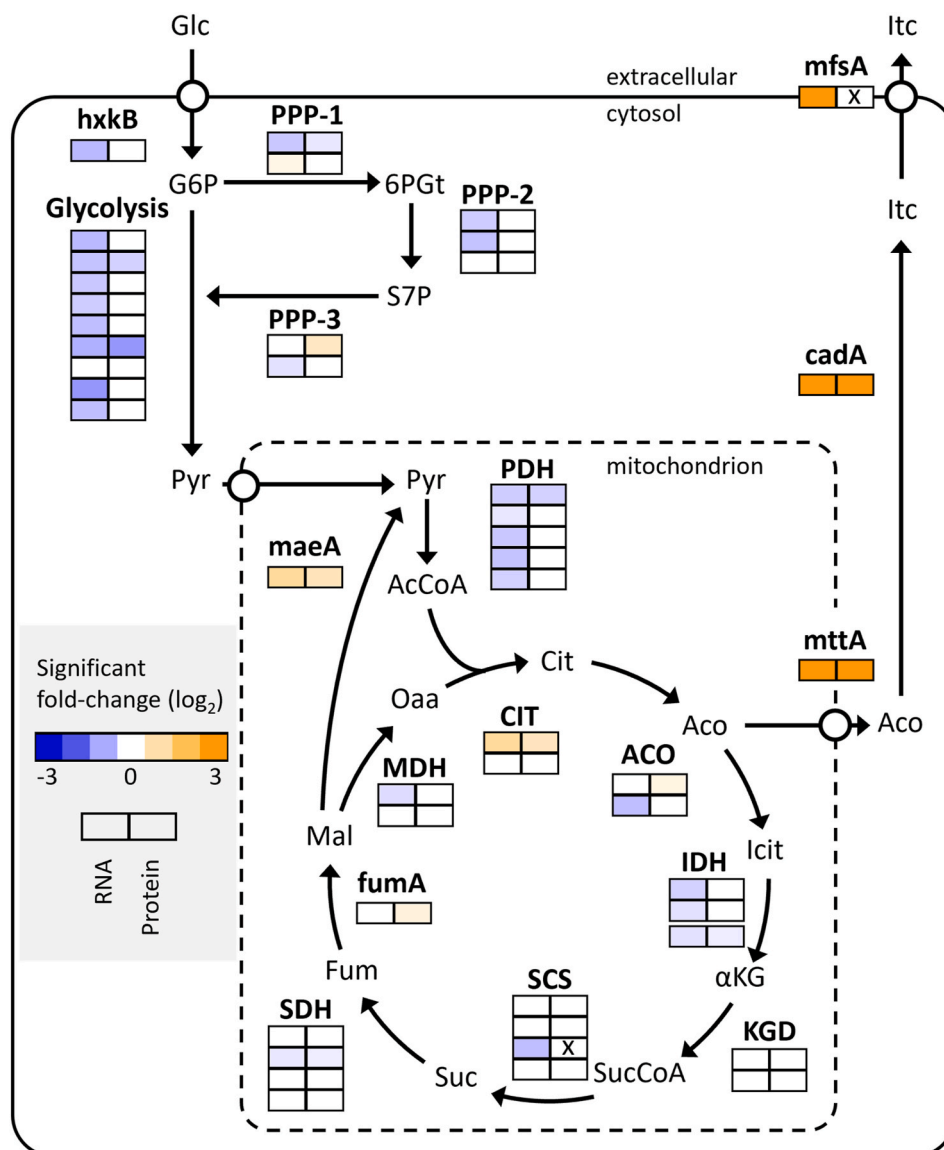 Glc
Itc
extracellular
mfsA
X
cytosol
hxkB
PPP-1
G6P
6PGt
PPP-2
Itc
Glycolysis
S7P
PPP-3
cadA
mitochondrion
Pyr
Pyr
PDH
maeA
AcCoA
mttA
Significant
fold-change (log₂)
-3 0 3
RNA
Protein
Cit
Oaa
CIT
Aco
Aco
ACO
MDH
Mal
Icit
IDH
fumA
Fum
αKG
SCS
X
SDH
KGD
Suc
SucCoA